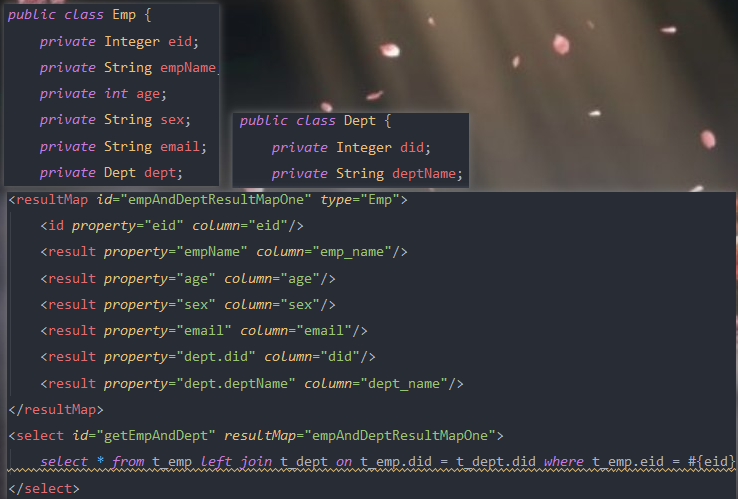 public class Emp {
private Integer eid;
private String empName
private int age;
private String sex;
private String email;
private Dept dept;
public class Dept {
private Integer did;
private String deptName;
<resultMap id="empAndDeptResultMapOne" type="Emp">
<id property="eid" column="eid"/>
<result property="empName" column="emp_name"/>
<result property="age" column="age"/>
<result property="sex" column="sex"/>
<result property="email" column="email"/>
<result property="dept.did" column="did"/>
<result property="dept.deptName" column="dept_name"/>
</resultMap>
<select id="getEmpAndDept" resultMap="empAndDeptResultMapOne">
select * from t_emp left join t_dept on t_emp.did = t_dept.did where t_emp.eid = #{eid}
</select>